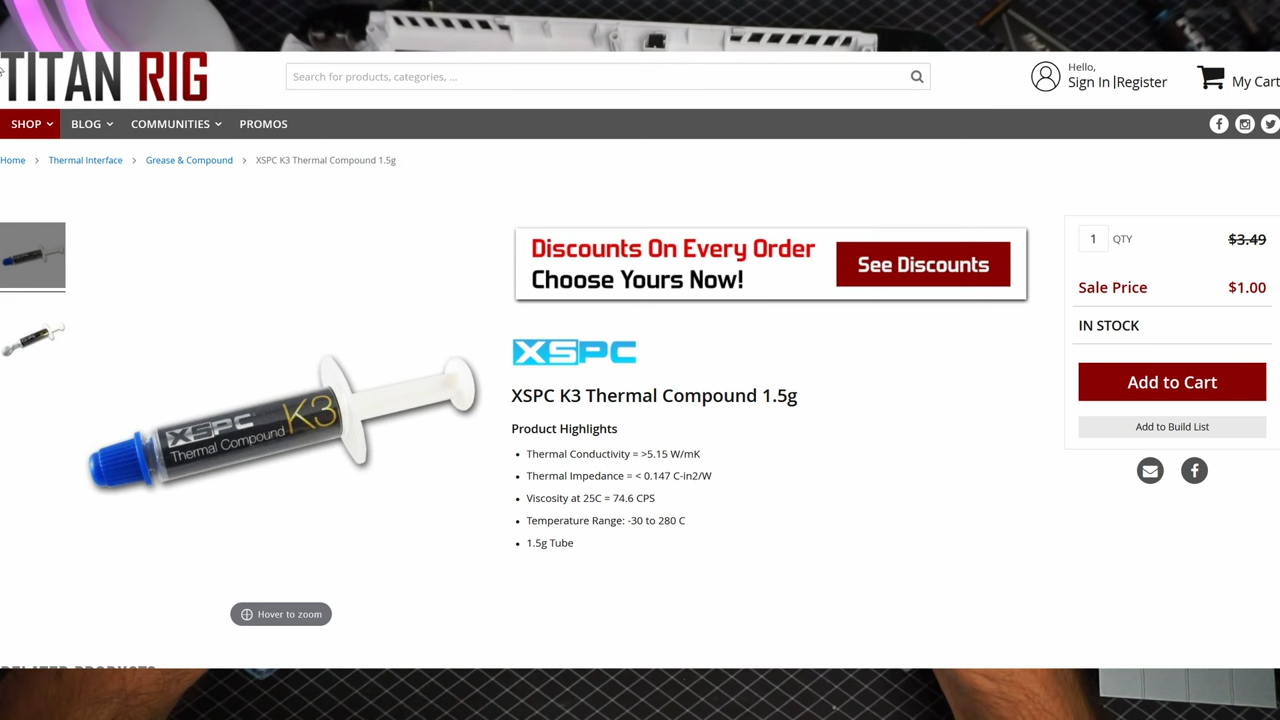 TITAN RIG
Search for products, categories, ...
Hello,
Sign In | Register
My Cart
SHOP
BLOG
COMMUNITIES
PROMOS
Home > Thermal Interface > Grease & Compound > XSPC K3 Thermal Compound 1.5g
Discounts On Every Order
Choose Yours Now!
See Discounts
1 QTY $3.49
Sale Price $1.00
IN STOCK
Add to Cart
Add to Build List
XSPC
XSPC K3 Thermal Compound 1.5g
Product Highlights
• Thermal Conductivity = >5.15 W/mK
• Thermal Impedance = < 0.147 C-in2/W
• Viscosity at 25C = 74.6 CPS
• Temperature Range: -30 to 280 C
• 1.5g Tube
XSPC K3
Thermal Compound
Hover to zoom
RELATED PRODUCTS